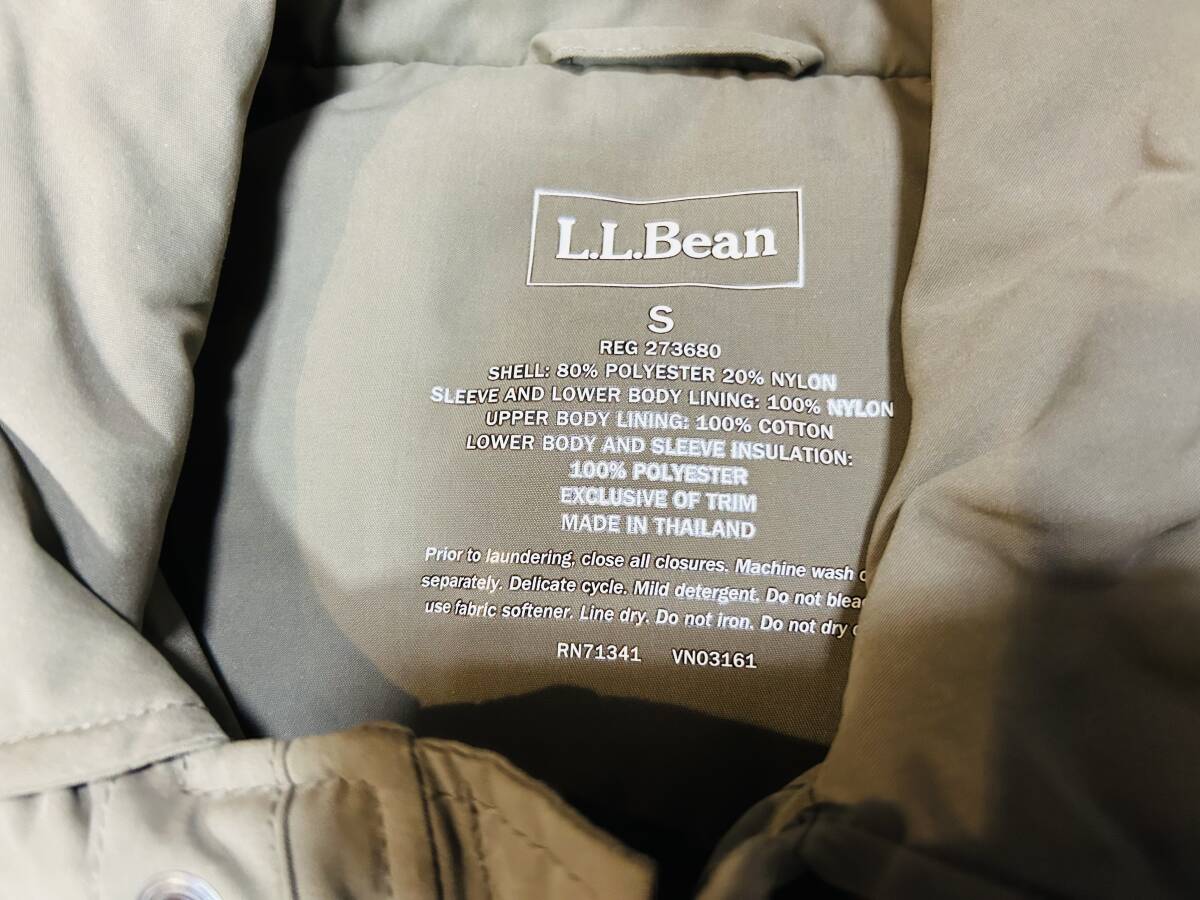 L.L.Bean
S
REG 273680
SHELL: 80% POLYESTER 20% NYLON
SLEEVE AND LOWER BODY LINING: 100% NYLON
UPPER BODY LINING: 100% COTTON
LOWER BODY AND SLEEVE INSULATION:
100% POLYESTER
EXCLUSIVE OF TRIM
MADE IN THAILAND
Prior to laundering, close all closures. Machine wash
separately. Delicate cycle. Mild detergent. Do not
use fabric softener. Line dry. Do not iron. Do not dry
RN71341 VN03161